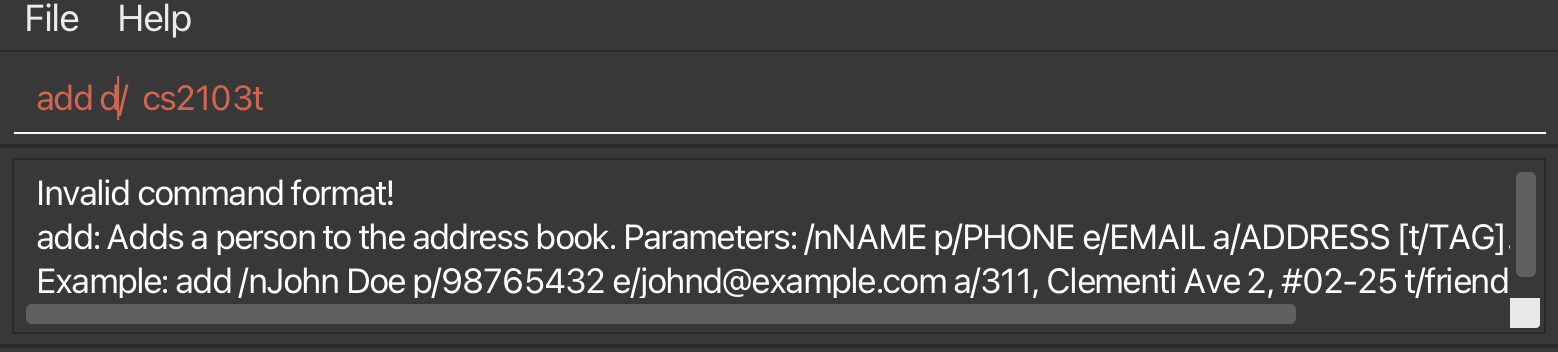 File Help
add d/ cs2103t
Invalid command format!
add: Adds a person to the address book. Parameters: /nNAME p/PHONE e/EMAIL a/ADDRESS [t/TAG].
Example: add /nJohn Doe p/98765432 e/johnd@example.com a/311, Clementi Ave 2, #02-25 t/friend